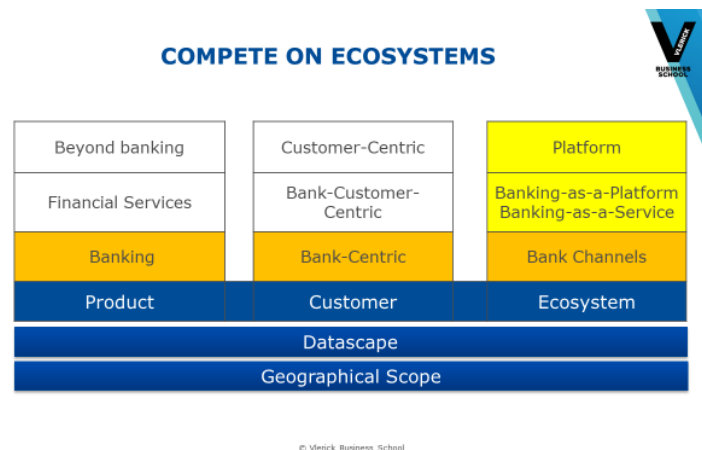 COMPETE ON ECOSYSTEMS
VLERICK
BUSINESS
SCHOOL
Beyond banking
Customer-Centric
Platform
Financial Services
Bank-Customer-
Centric
Banking-as-a-Platform
Banking-as-a-Service
Banking
Bank-Centric
Bank Channels
Product
Customer
Ecosystem
Datascape
Geographical Scope
© Vlerick Business School